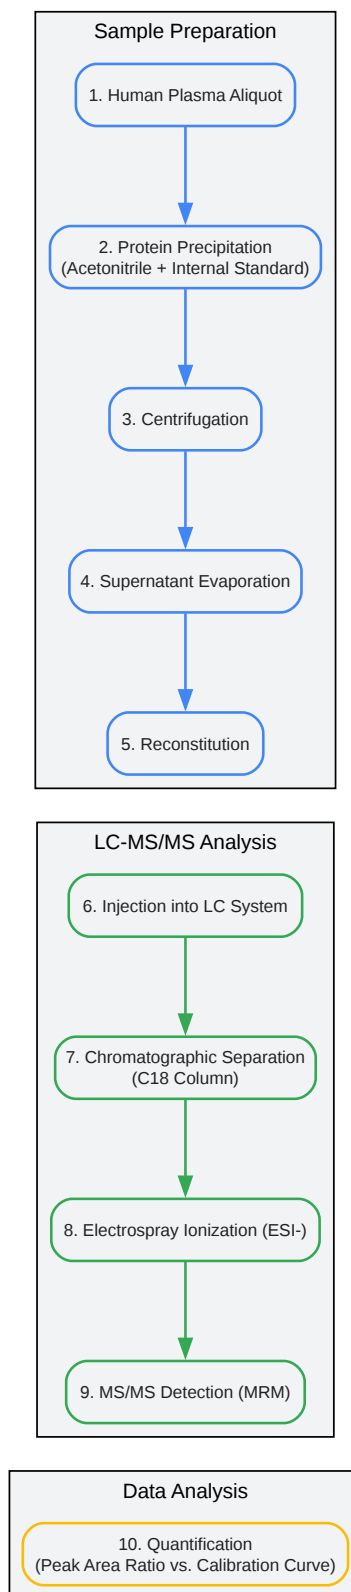 Sample Preparation
1. Human Plasma Aliquot
2. Protein Precipitation
(Acetonitrile + Internal Standard)
3. Centrifugation
4. Supernatant Evaporation
5. Reconstitution
LC-MS/MS Analysis
6. Injection into LC System
7. Chromatographic Separation
(C18 Column)
8. Electrospray Ionization (ESI-)
9. MS/MS Detection (MRM)
Data Analysis
10. Quantification
(Peak Area Ratio vs. Calibration Curve)